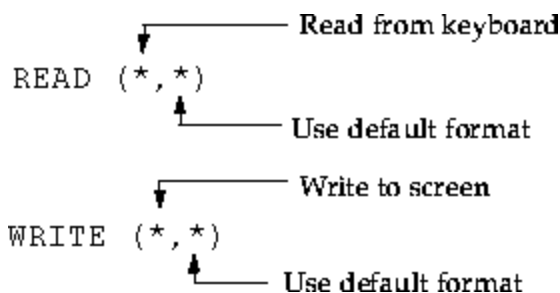 Read from keyboard
READ (*,*)
Use default format
Write to screen
WRITE (*,*)
Use default format